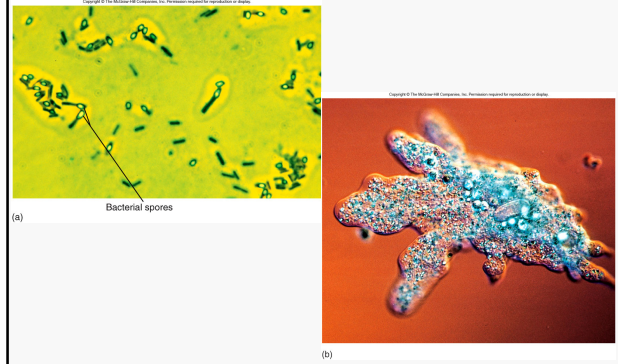 Copyright © The McGraw-Hill Companies, Inc. Permission required for reproduction or display.
Bacterial spores
(a)
Copyright © The McGraw-Hill Companies, Inc. Permission required for reproduction or display.
(b)